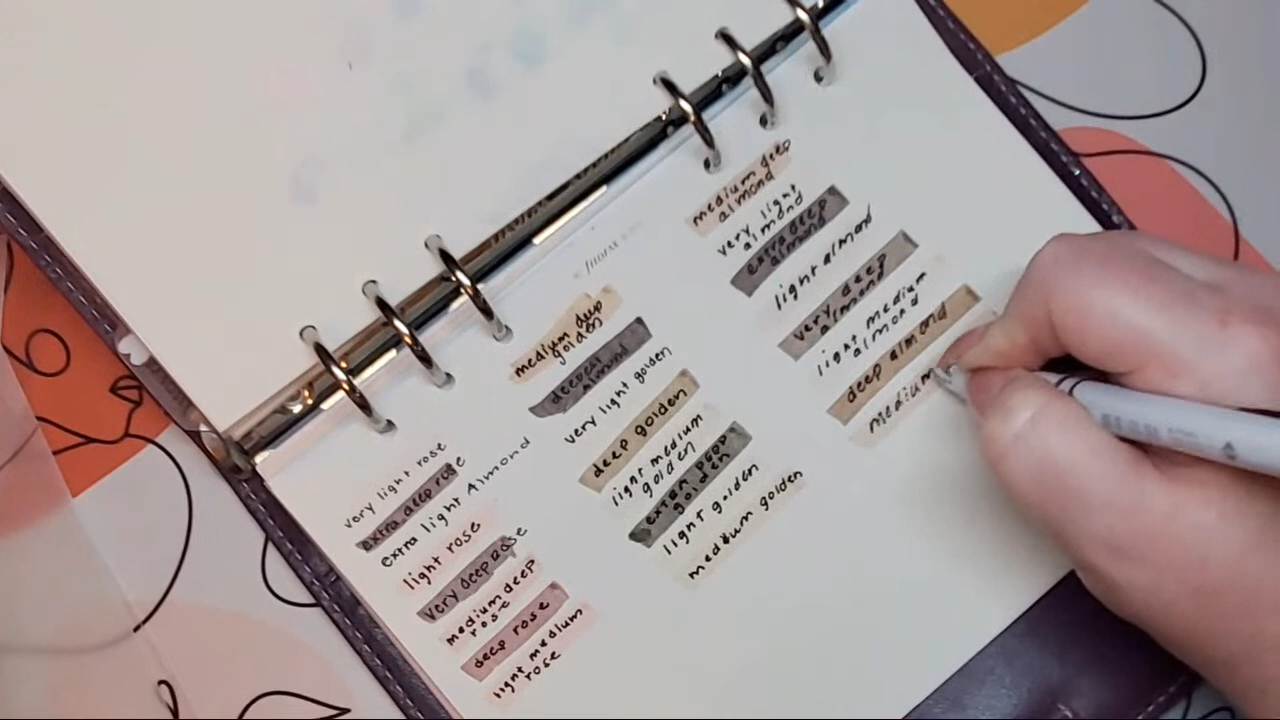 very light rose
extra deep rose
extra light Almond
light rose
very deep rose
medium deep
rose
deep rose
light medium
rose
medium deep
golden
deepest
almond
very light golden
deep golden
light medium
golden
extra deep
golden
light golden
medium golden
medium deep
almond
very light
almond
extra deep
almond
light almond
very deep
almond
light medium
almond
deep almond
medium